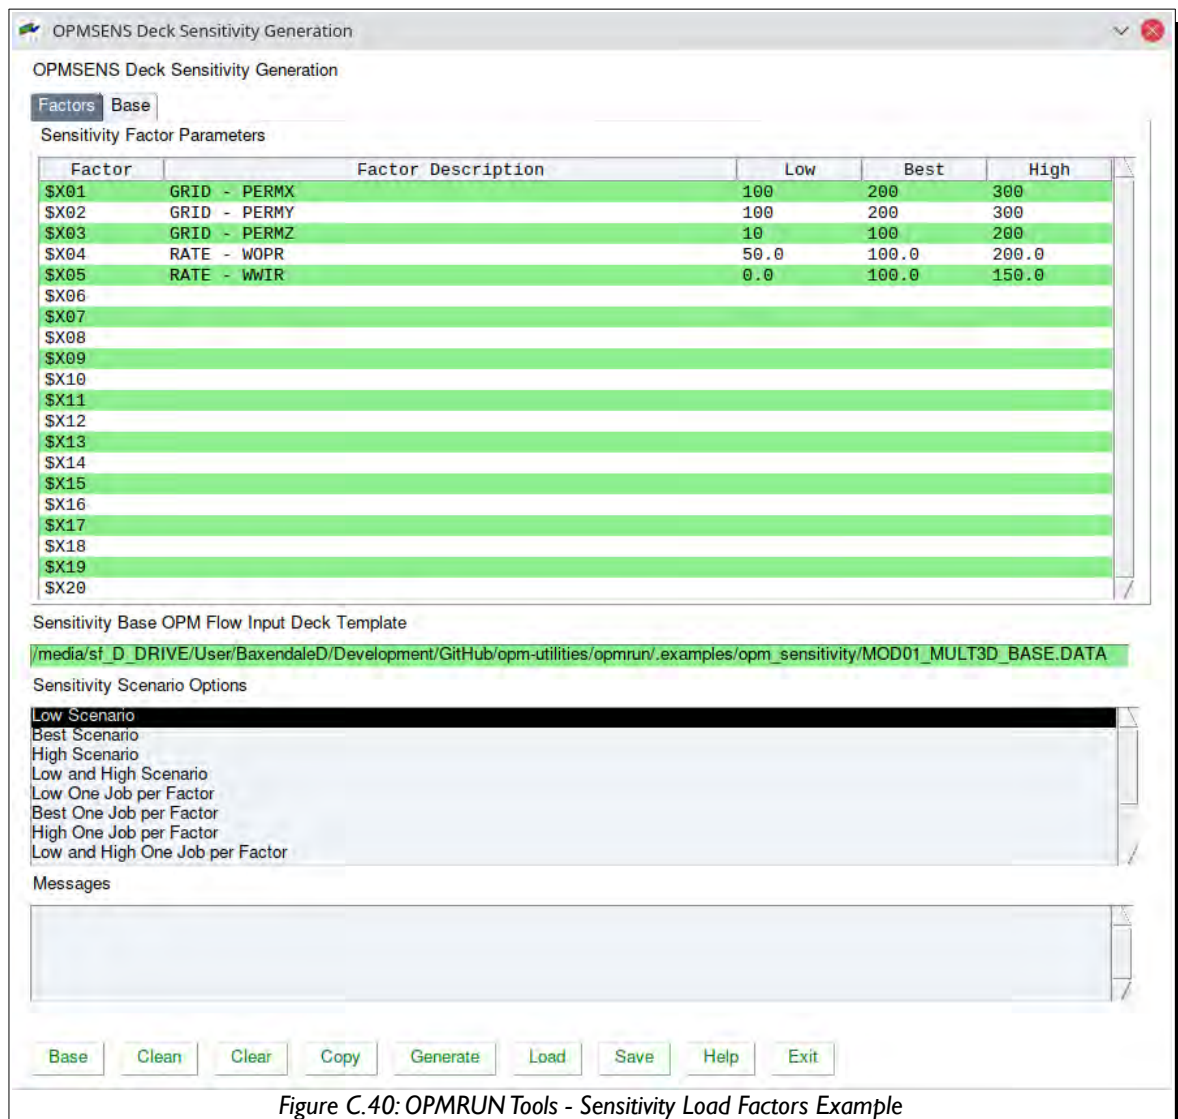 OPMSENS Deck Sensitivity Generation
OPMSENS Deck Sensitivity Generation
Factors Base
Sensitivity Factor Parameters
Factor Factor Description Low Best High
$X01 GRID - PERMX 100 200 300
$X02 GRID - PERMY 100 200 300
$X03 GRID - PERMZ 10 100 200
$X04 RATE - WOPR 50.0 100.0 200.0
$X05 RATE - WWIR 0.0 100.0 150.0
$X06
$X07
$X08
$X09
$X10
$X11
$X12
$X13
$X14
$X15
$X16
$X17
$X18
$X19
$X20
Sensitivity Base OPM Flow Input Deck Template
/media/sf_D_DRIVE/User/BaxendaleD/Development/GitHub/opm-utilities/opmrun/.examples/opm_sensitivity/MOD01_MULT3D_BASE.DATA
Sensitivity Scenario Options
Low Scenario
Best Scenario
High Scenario
Low and High Scenario
Low One Job per Factor
Best One Job per Factor
High One Job per Factor
Low and High One Job per Factor
Messages
Base Clean Clear Copy Generate Load Save Help Exit
Figure C.40: OPMRUN Tools - Sensitivity Load Factors Example